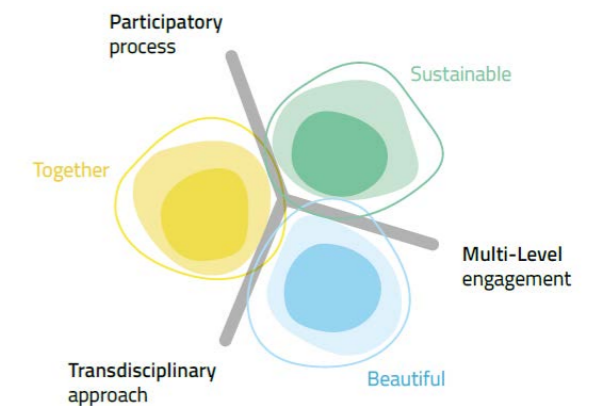 Participatory
process
Sustainable
Together
Multi-Level
engagement
Transdisciplinary
approach
Beautiful